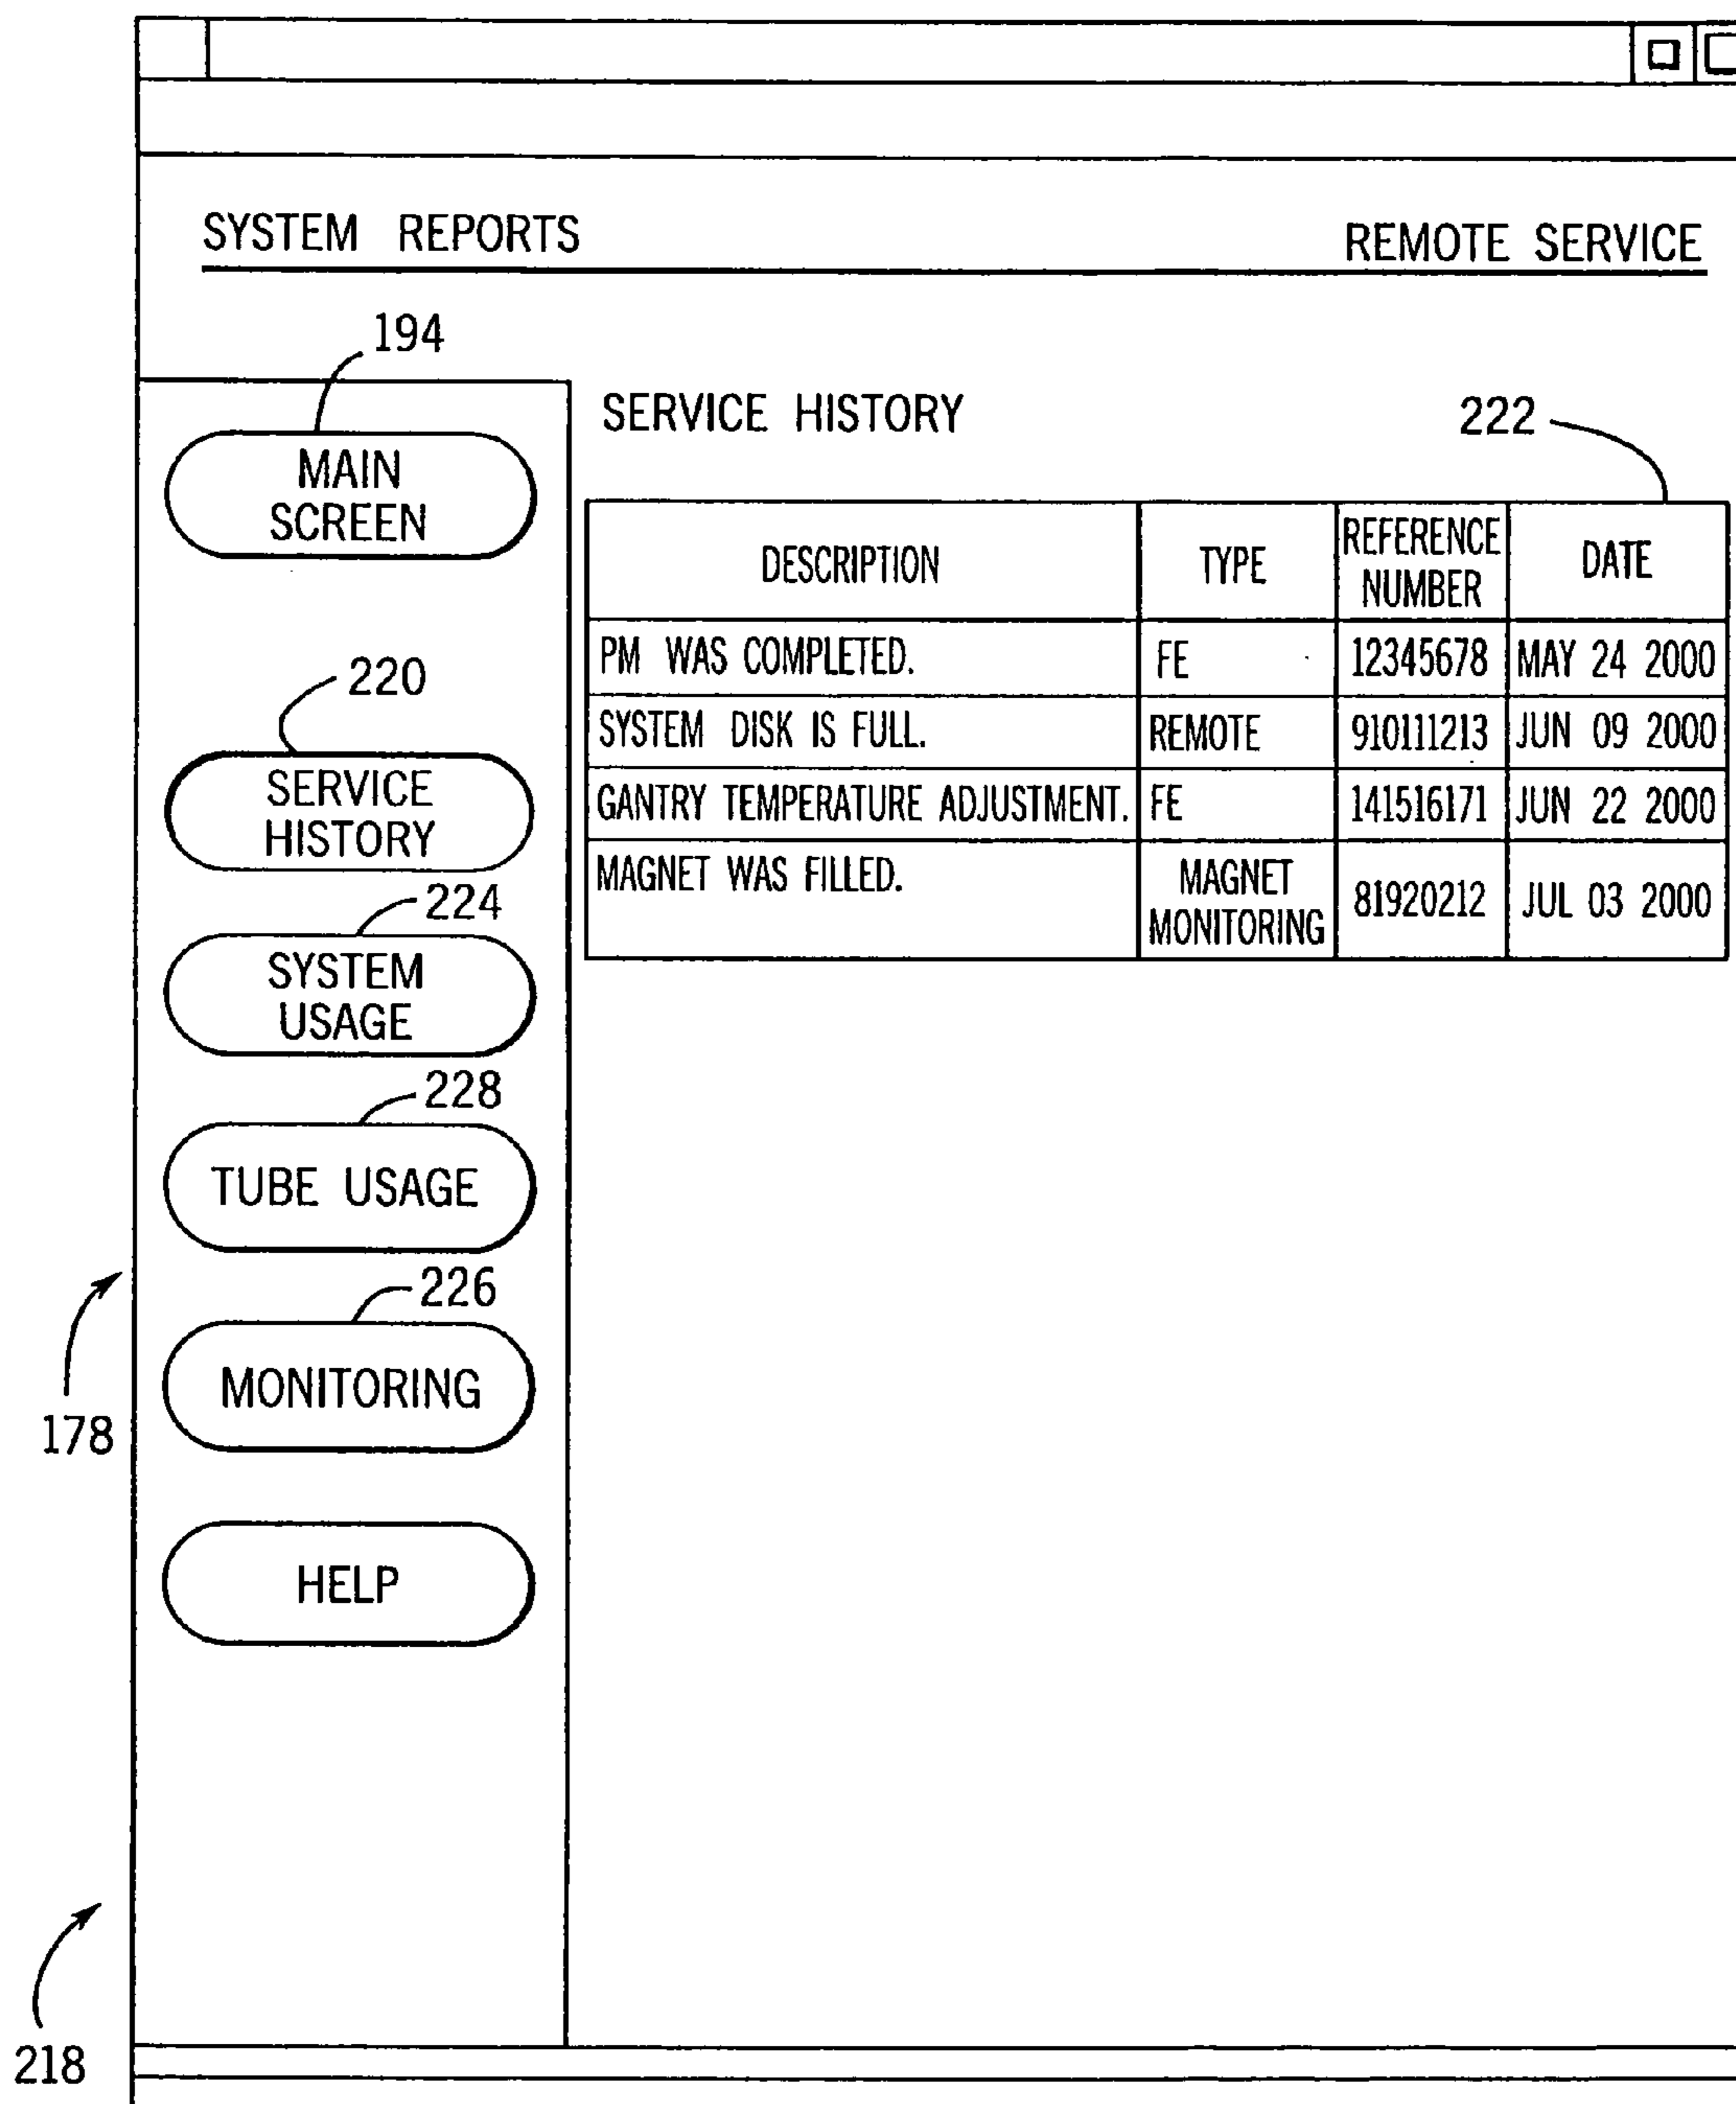 SYSTEM REPORTS
REMOTE SERVICE
194
MAIN
SCREEN
220
SERVICE
HISTORY
224
SYSTEM
USAGE
228
TUBE USAGE
226
MONITORING
HELP
178
218
SERVICE HISTORY
222
DESCRIPTION TYPE REFERENCE NUMBER DATE
PM WAS COMPLETED. FE 12345678 MAY 24 2000
SYSTEM DISK IS FULL. REMOTE 910111213 JUN 09 2000
GANTRY TEMPERATURE ADJUSTMENT. FE 141516171 JUN 22 2000
MAGNET WAS FILLED. MAGNET MONITORING 81920212 JUL 03 2000